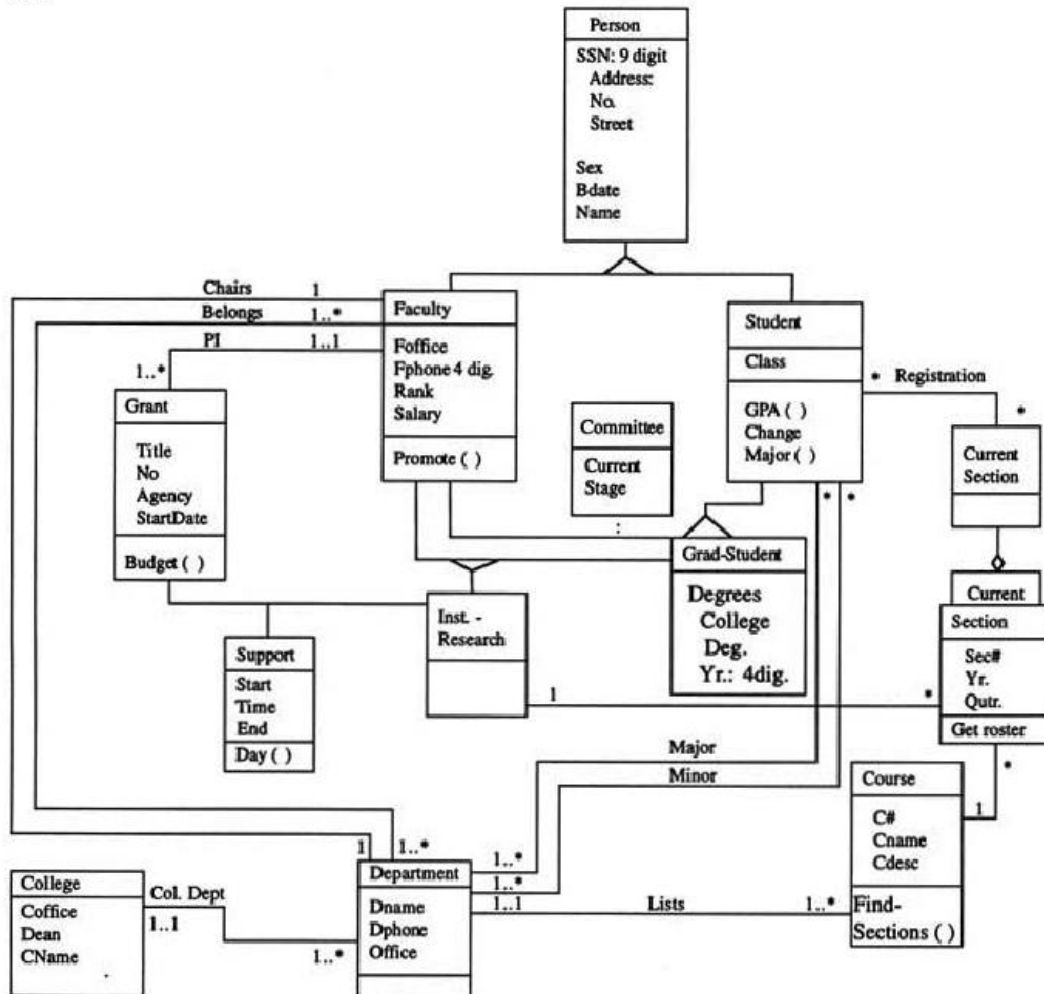 Person
SSN: 9 digit
Address:
No.
Street
Sex
Bdate
Name
Chairs 1
Belongs 1..*
PI 1..1
1..*
Faculty
Foffice
Fphone 4 dig.
Rank
Salary
Promote ( )
Student
Class
GPA ( )
Change
Major ( )
* Registration
*
Grant
Title
No
Agency
StartDate
Budget ( )
Committee
Current
Stage
:
* *
Current
Section
Grad-Student
Degrees
College
Deg.
Yr.: 4dig.
Inst. -
Research
Support
Start
Time
End
Day ( )
Current
Section
Sec#
Yr.
Qutr.
Get roster
1 *
*
1
Major
Minor
Course
C#
Cname
Cdesc
Find-
Sections ( )
1 1..*
1..*
1..*
1..1 Lists 1..*
Department
Dname
Dphone
Office
College
Coffice
Dean
CName
Col. Dept
1..1
1..*